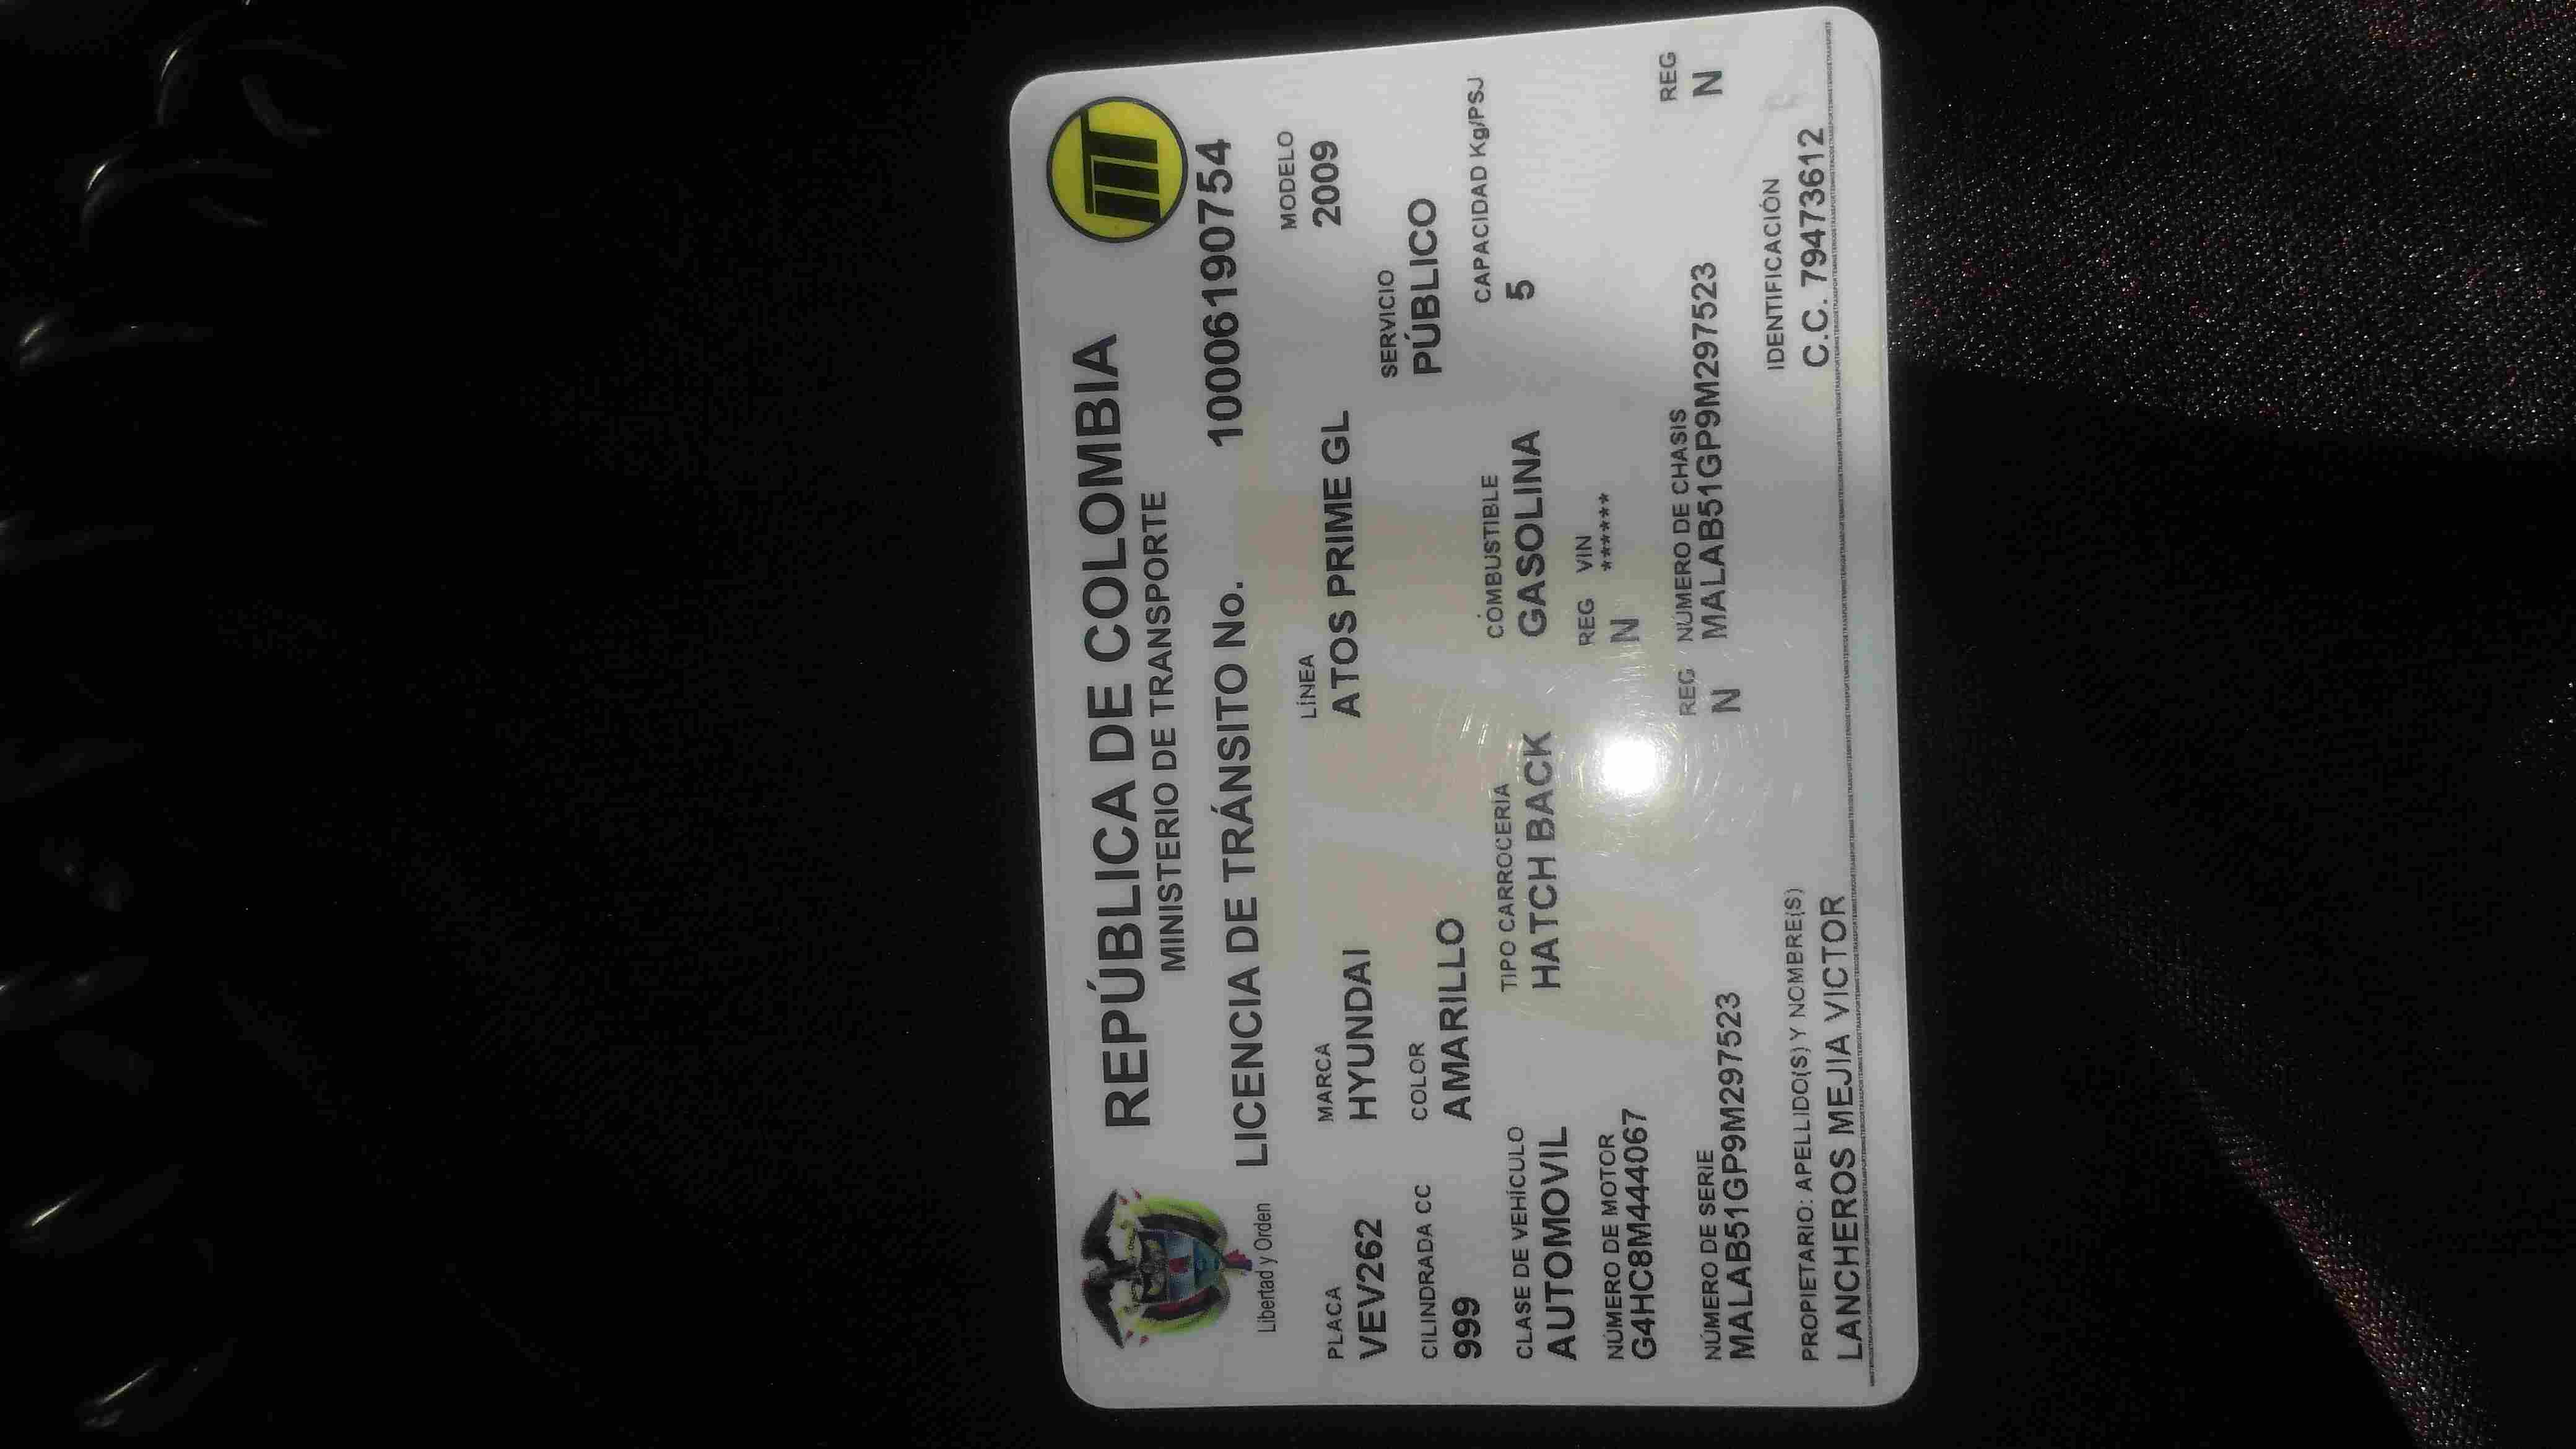 REPÚBLICA DE COLOMBIA
MINISTERIO DE TRANSPORTE
Libertad y Orden
LICENCIA DE TRÁNSITO No. 10006190754
PLACA MARCA LÍNEA MODELO
VEV262 HYUNDAI ATOS PRIME GL 2009
CILINDRADA CC COLOR SERVICIO
999 AMARILLO PÚBLICO
CLASE DE VEHÍCULO TIPO CARROCERIA COMBUSTIBLE CAPACIDAD Kg/PSJ
AUTOMOVIL HATCH BACK GASOLINA 5
NÚMERO DE MOTOR REG VIN
G4HC8M444067 N *******
NÚMERO DE SERIE REG NÚMERO DE CHASIS REG
MALAB51GP9M297523 N MALAB51GP9M297523 N
PROPIETARIO: APELLIDO(S) Y NOMBRE(S) IDENTIFICACIÓN
LANCHEROS MEJIA VICTOR C.C. 79473612